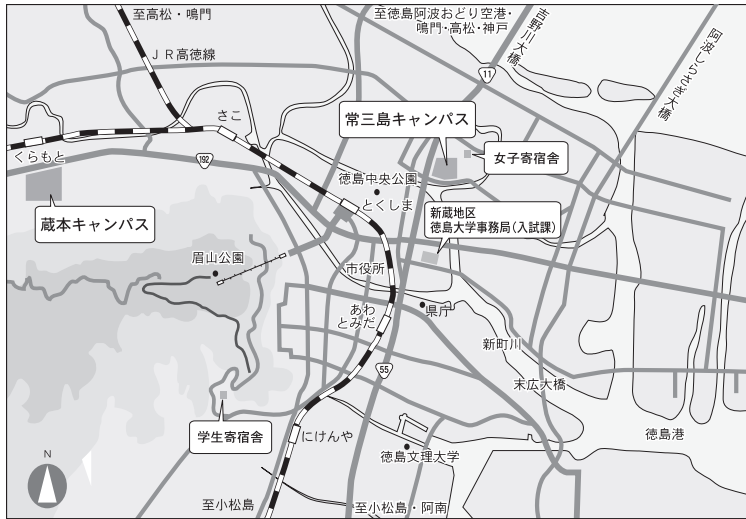 至高松・鳴門
至徳島阿波おどり空港・
鳴門・高松・神戸
吉野川大橋
阿波しらさぎ大橋
JR高徳線
11
さこ
常三島キャンパス
くらもと
192
女子寄宿舎
徳島中央公園
とくしま
蔵本キャンパス
新蔵地区
徳島大学事務局(入試課)
眉山公園
市役所
あわ
とみだ
県庁
新町川
55
末広大橋
学生寄宿舎
にけんや
徳島文理大学
徳島港
N
至小松島
至小松島・阿南